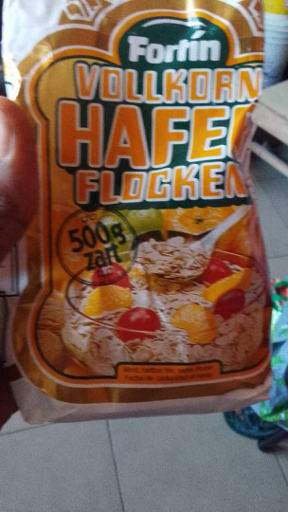 Fortin
VOLLKORN
HAFER
FLOCKEN
500g
zart